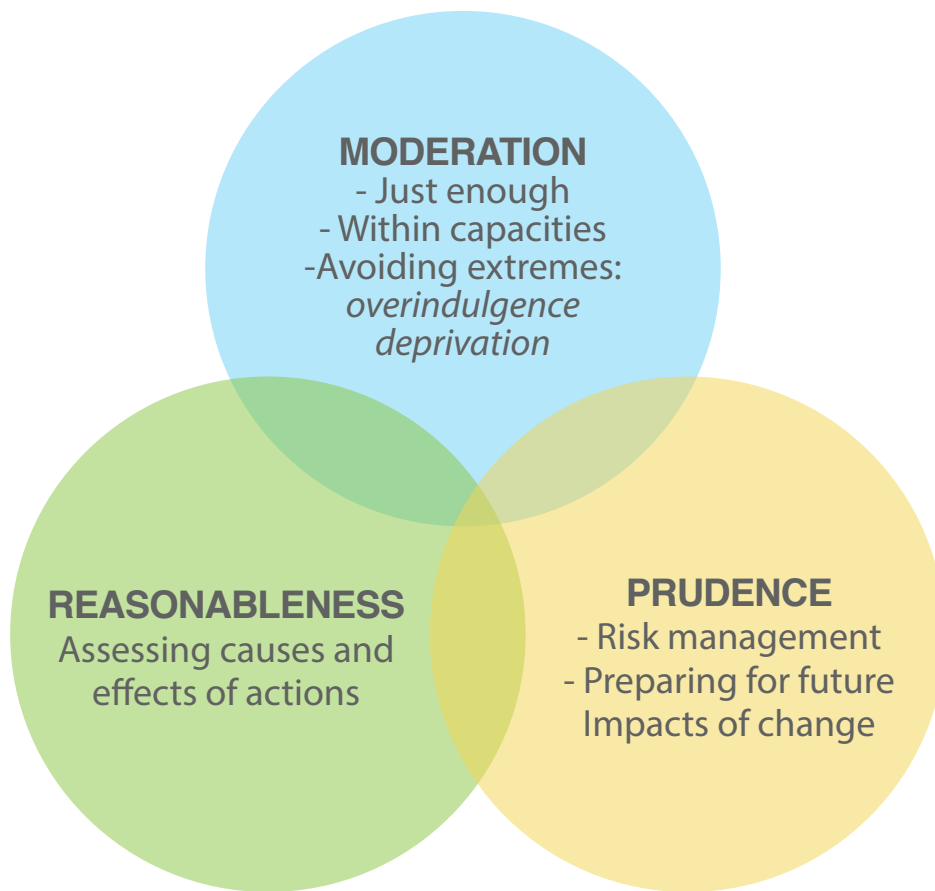 MODERATION
- Just enough
- Within capacities
-Avoiding extremes:
overindulgence
deprivation
REASONABLENESS
Assessing causes and
effects of actions
PRUDENCE
- Risk management
- Preparing for future
Impacts of change